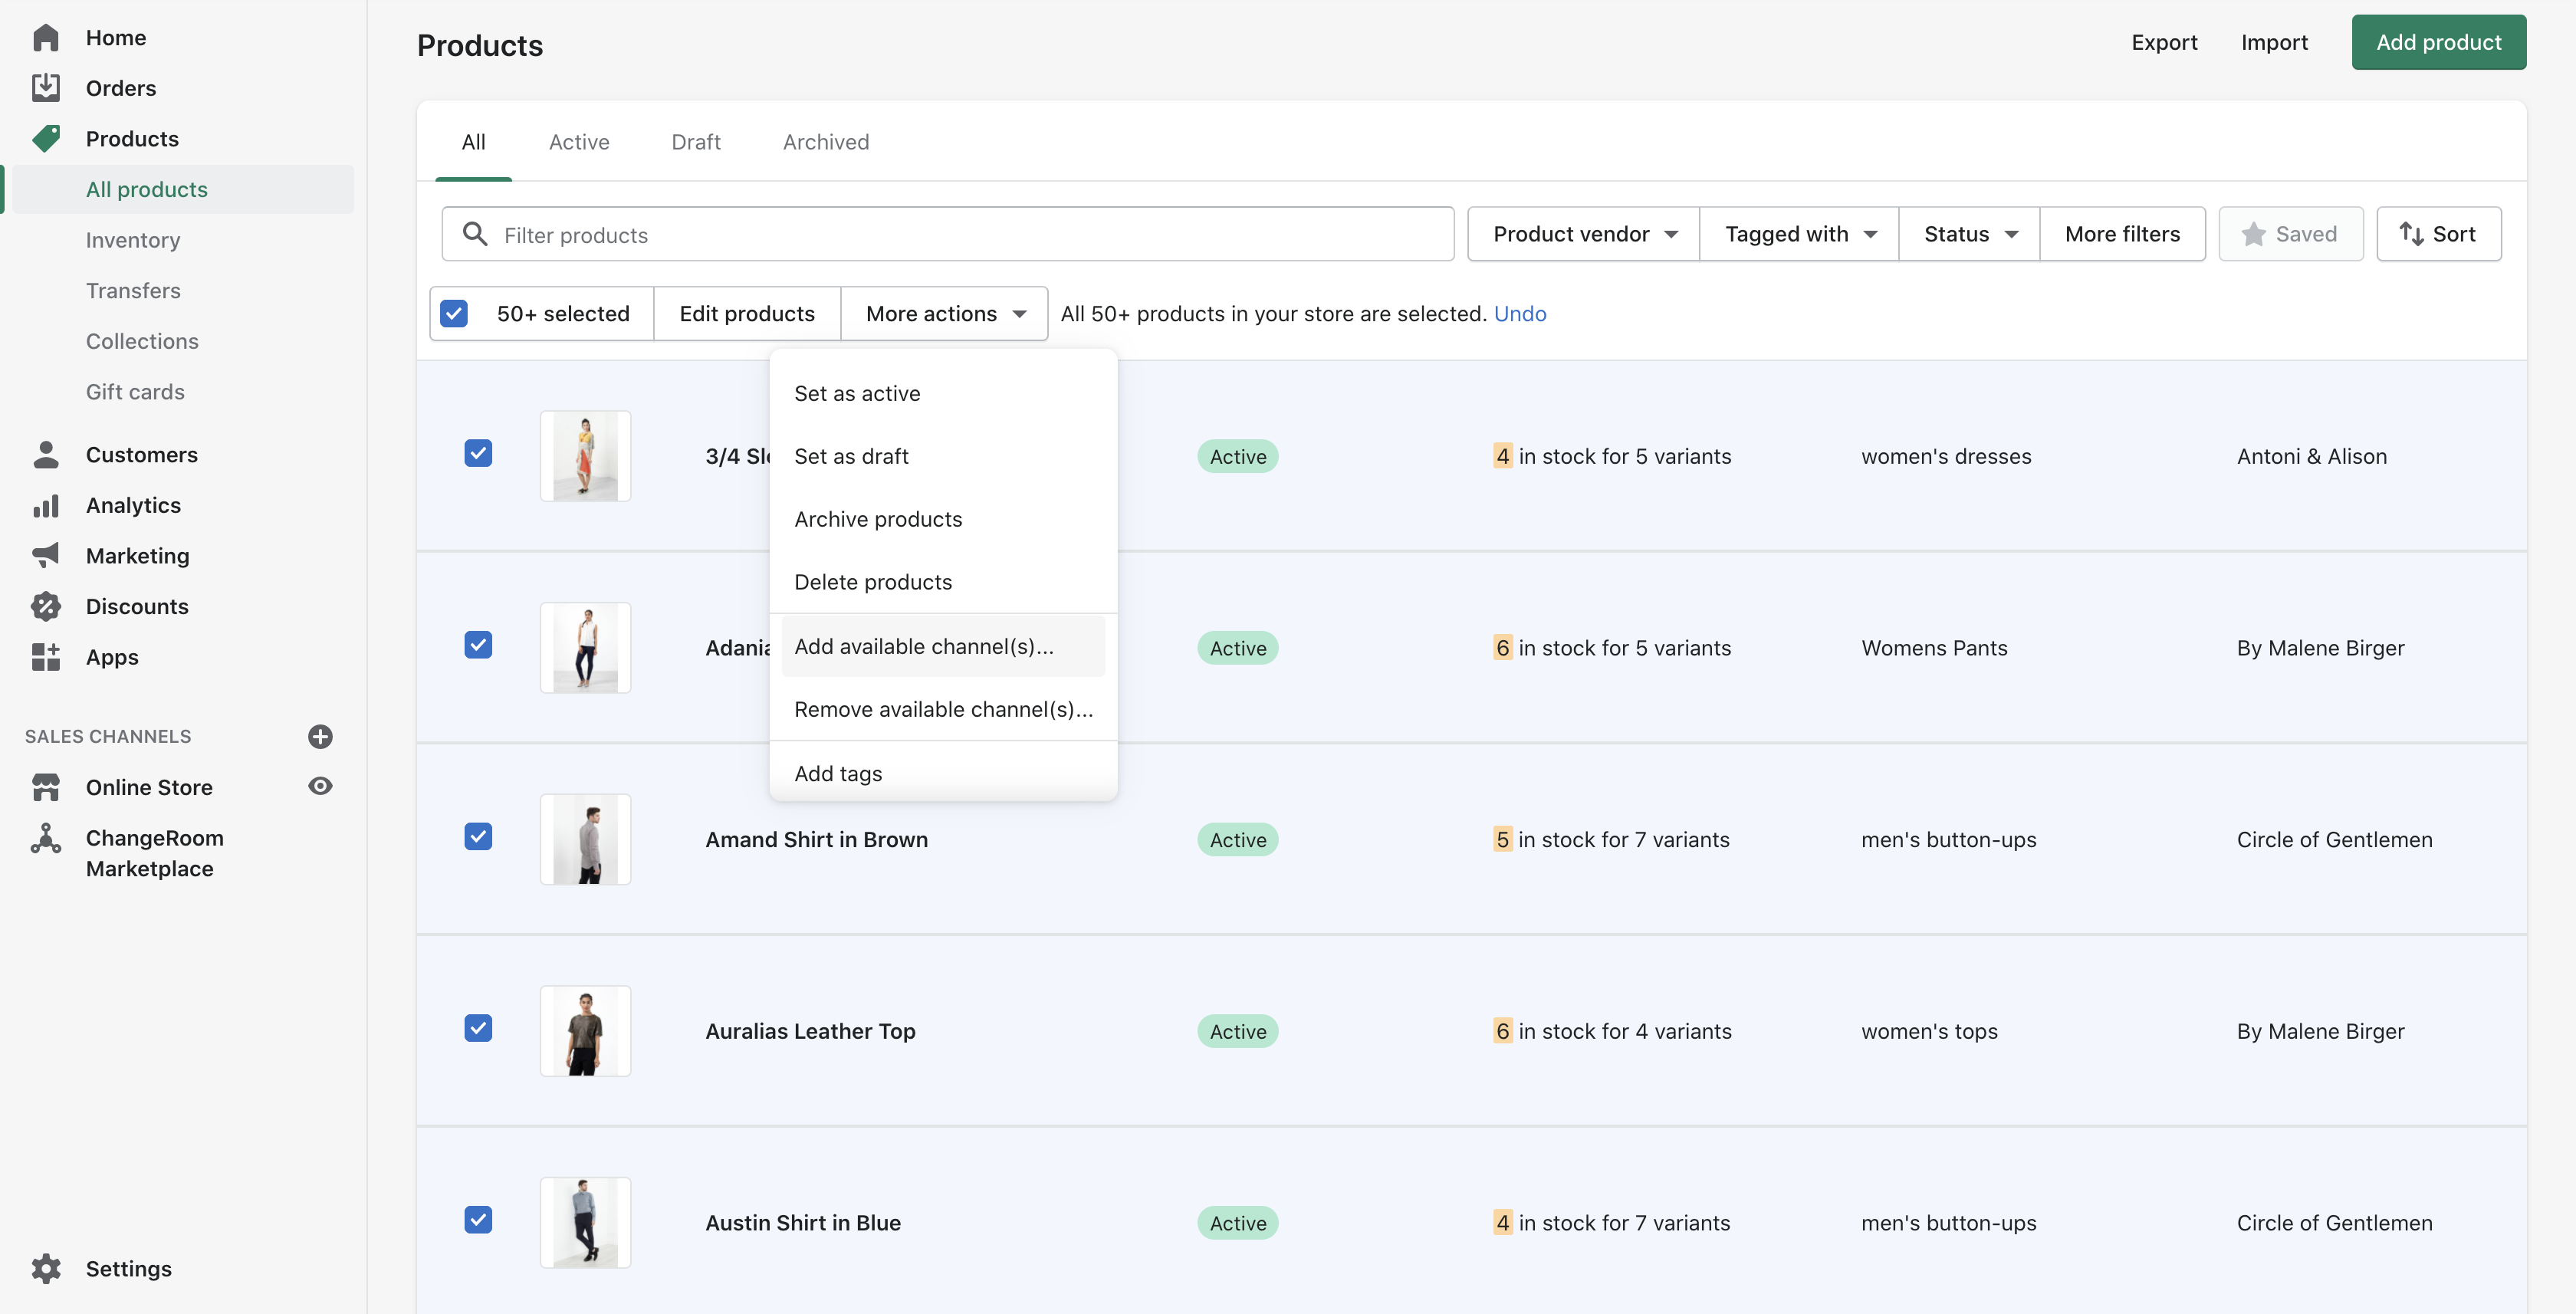 Home
Orders
Products
All products
Inventory
Transfers
Collections
Gift cards
Customers
Analytics
Marketing
Discounts
Apps
SALES CHANNELS
Online Store
ChangeRoom
Marketplace
Settings
Products
Export Import Add product
All Active Draft Archived
Filter products
Product vendor Tagged with Status More filters Saved Sort
50+ selected Edit products More actions All 50+ products in your store are selected. Undo
Set as active
Set as draft
Archive products
Delete products
Add available channel(s)...
Remove available channel(s)...
Add tags
3/4 Active 4 in stock for 5 variants women's dresses Antoni & Alison
Active 6 in stock for 5 variants Womens Pants By Malene Birger
Amand Shirt in Brown Active 5 in stock for 7 variants men's button-ups Circle of Gentlemen
Auralias Leather Top Active 6 in stock for 4 variants women's tops By Malene Birger
Austin Shirt in Blue Active 4 in stock for 7 variants men's button-ups Circle of Gentlemen